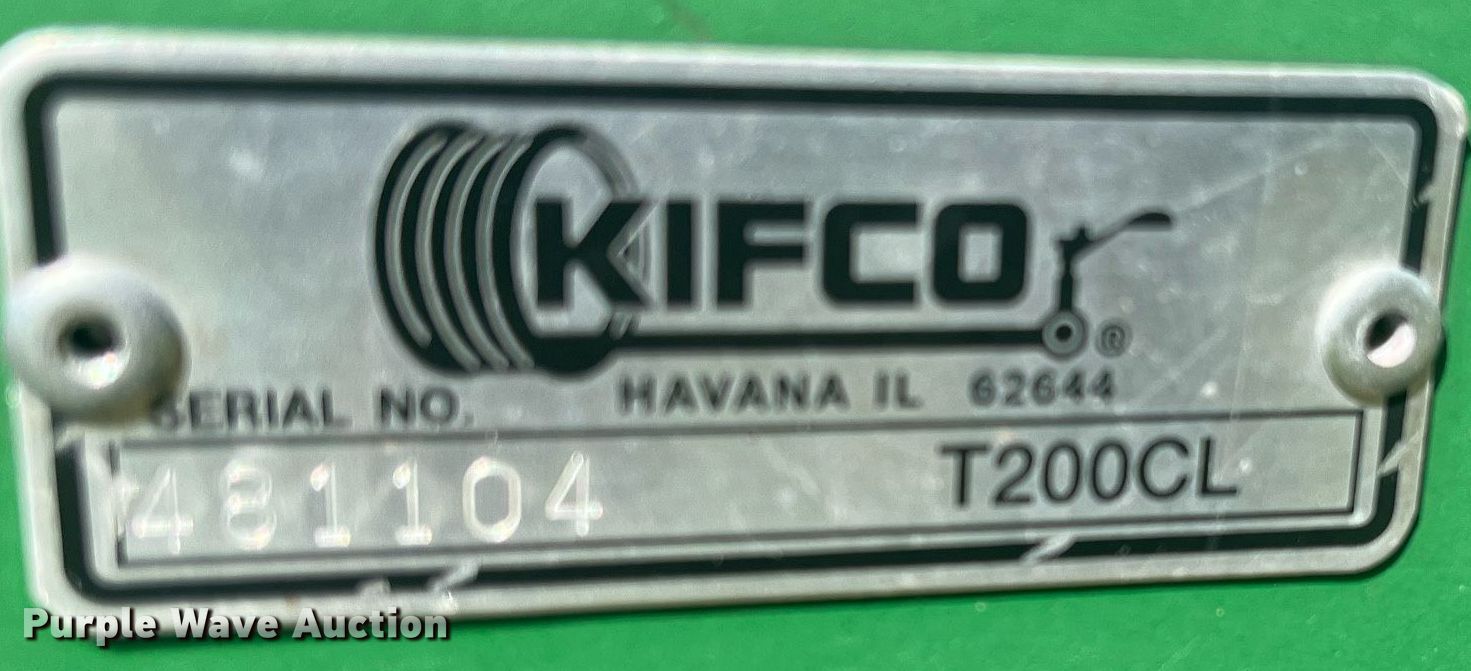 KIFCO®
SERIAL NO. HAVANA IL 62644
481104 T200CL
Purple Wave Auction